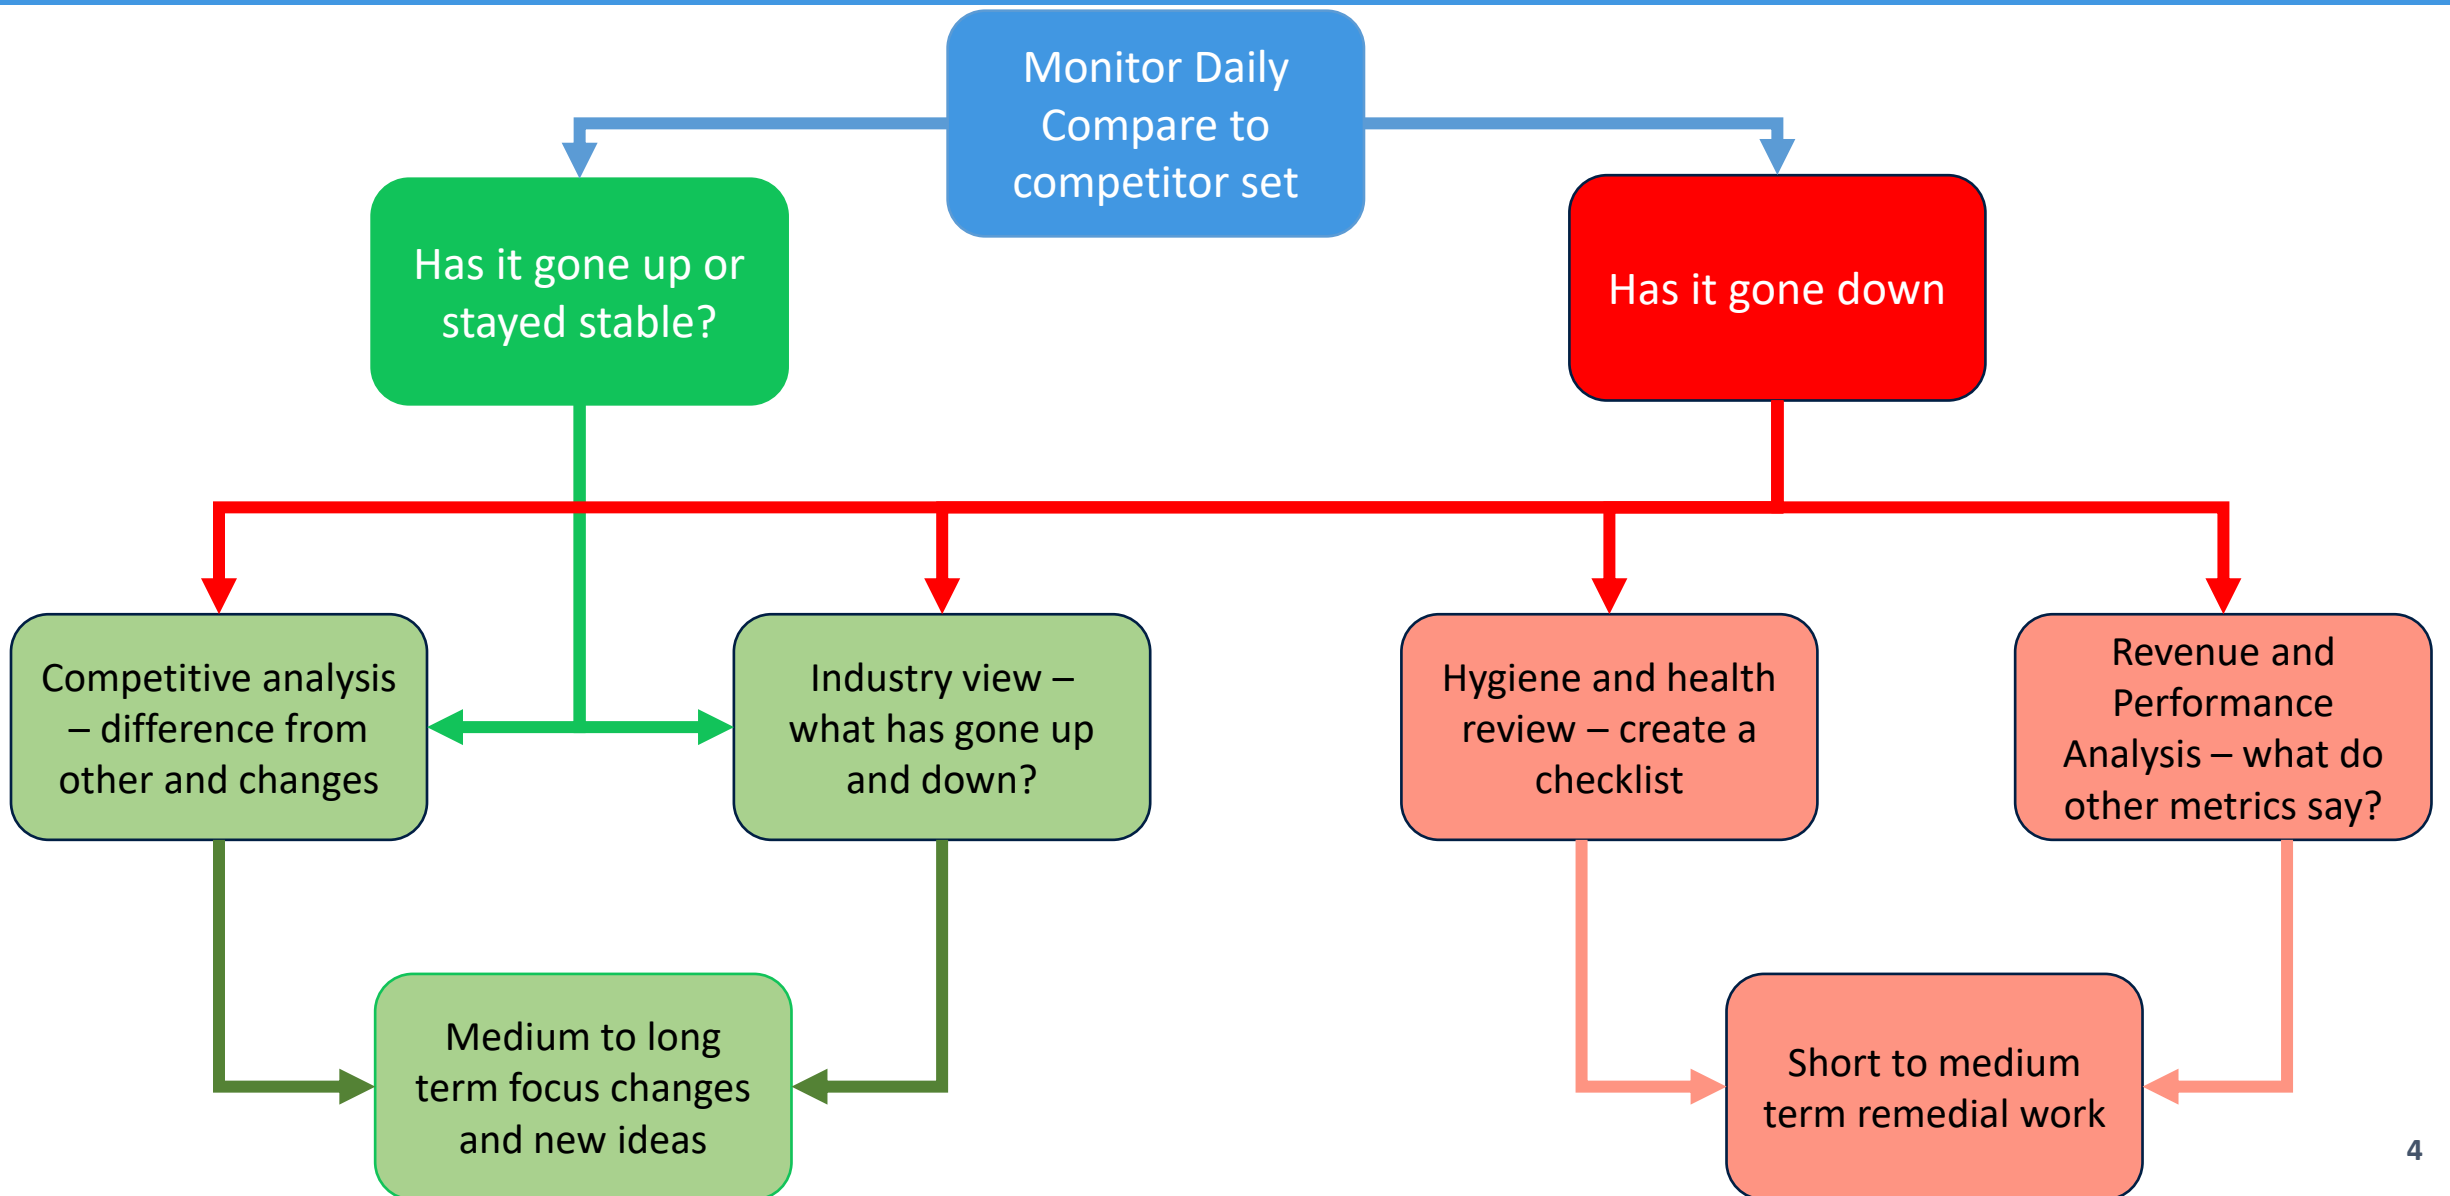 Monitor Daily
Compare to
competitor set
Has it gone up or
stayed stable?
Has it gone down
Competitive analysis
– difference from
other and changes
Industry view –
what has gone up
and down?
Hygiene and health
review – create a
checklist
Revenue and
Performance
Analysis – what do
other metrics say?
Medium to long
term focus changes
and new ideas
Short to medium
term remedial work
4